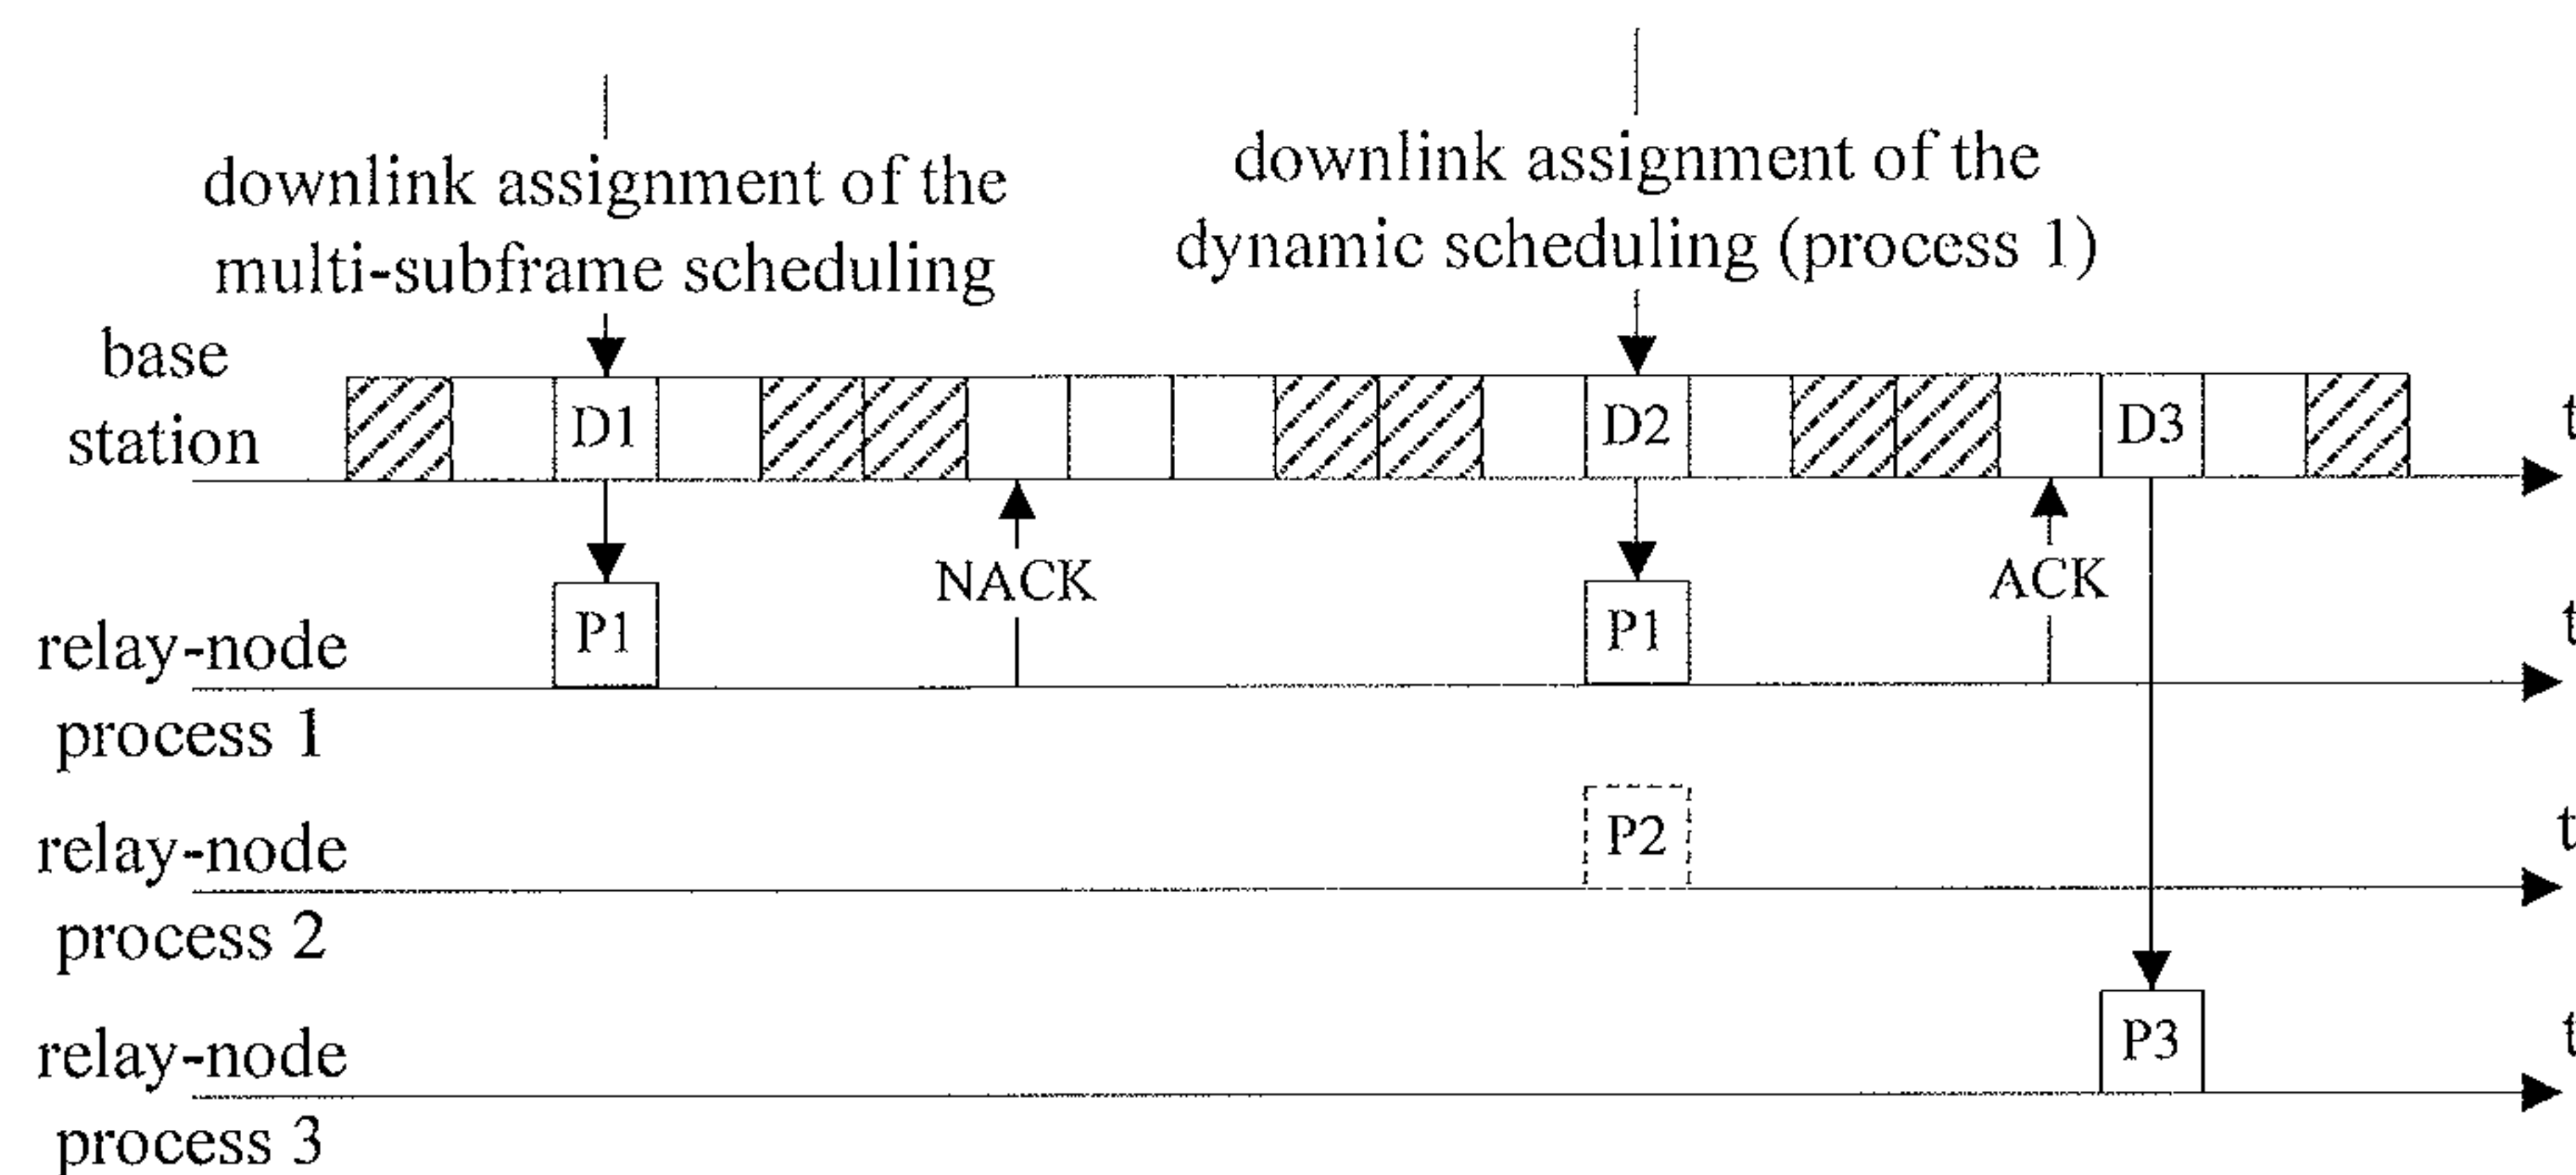 downlink assignment of the
multi-subframe scheduling
downlink assignment of the
dynamic scheduling (process 1)
base
station
D1
D2
D3
t
NACK
ACK
P1
P1
relay-node
process 1
t
P2
relay-node
process 2
t
P3
relay-node
process 3
t